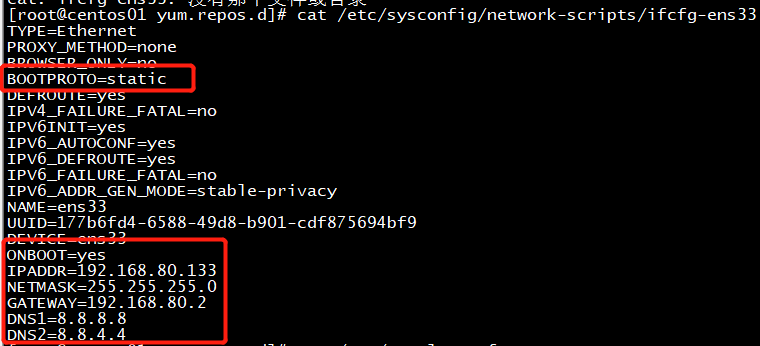 [root@centos01 yum.repos.d]# cat /etc/sysconfig/network-scripts/ifcfg-ens33
TYPE=Ethernet
PROXY_METHOD=none
BROWSER_ONLY=no
BOOTPROTO=static
DEFROUTE=yes
IPV4_FAILURE_FATAL=no
IPV6INIT=yes
IPV6_AUTOCONF=yes
IPV6_DEFROUTE=yes
IPV6_FAILURE_FATAL=no
IPV6_ADDR_GEN_MODE=stable-privacy
NAME=ens33
UUID=177b6fd4-6588-49d8-b901-cdf875694bf9
DEVICE=ens33
ONBOOT=yes
IPADDR=192.168.80.133
NETMASK=255.255.255.0
GATEWAY=192.168.80.2
DNS1=8.8.8.8
DNS2=8.8.4.4